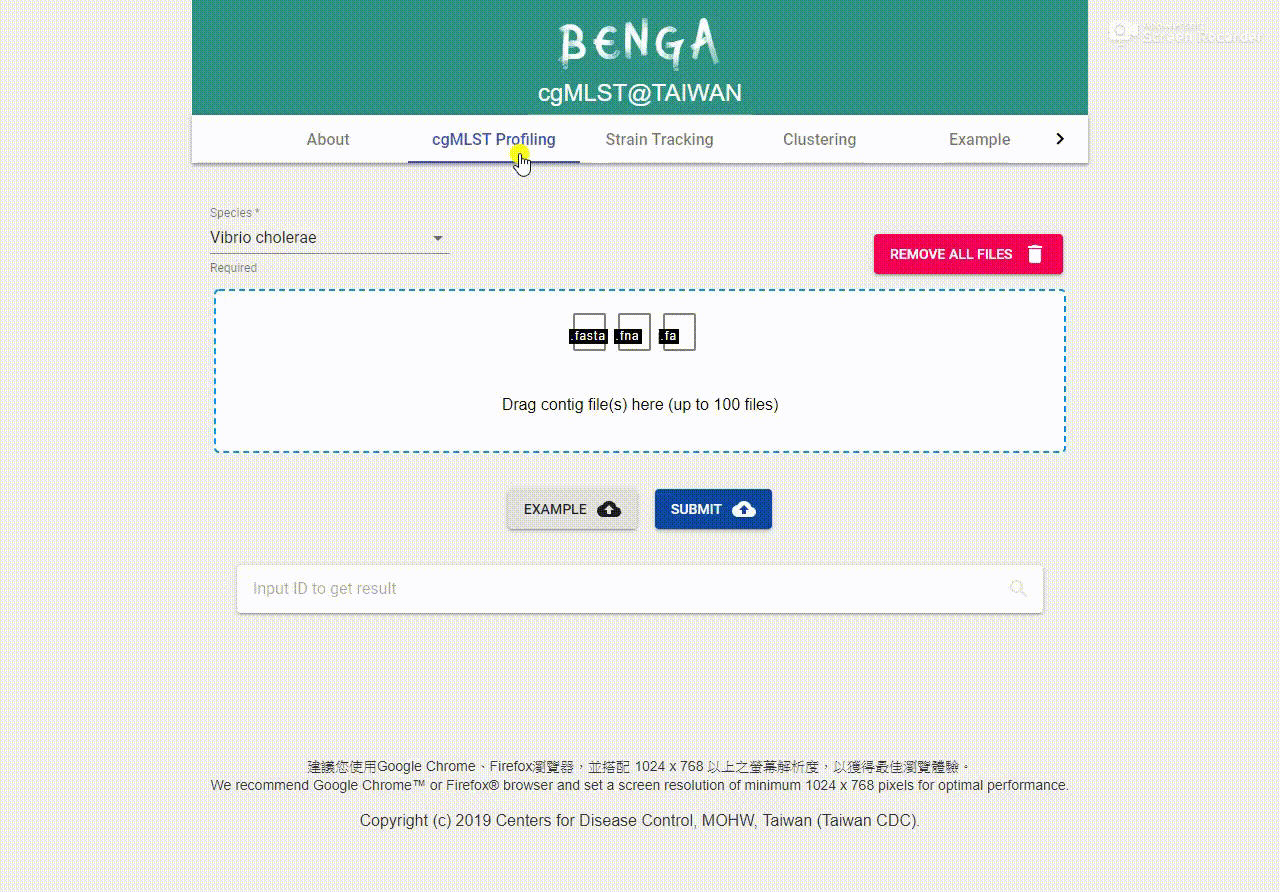 BENGA
Screen Recorder
cgMLST@TAIWAN
About cgMLST Profiling Strain Tracking Clustering Example
Species *
Vibrio cholerae
Required
REMOVE ALL FILES
.fasta .fna .fa
Drag contig file(s) here (up to 100 files)
EXAMPLE SUBMIT
Input ID to get result
建議您使用Google Chrome、Firefox瀏覽器，並搭配 1024 x 768 以上之螢幕解析度，以獲得最佳瀏覽體驗。
We recommend Google Chrome™ or Firefox® browser and set a screen resolution of minimum 1024 x 768 pixels for optimal performance.
Copyright (c) 2019 Centers for Disease Control, MOHW, Taiwan (Taiwan CDC).